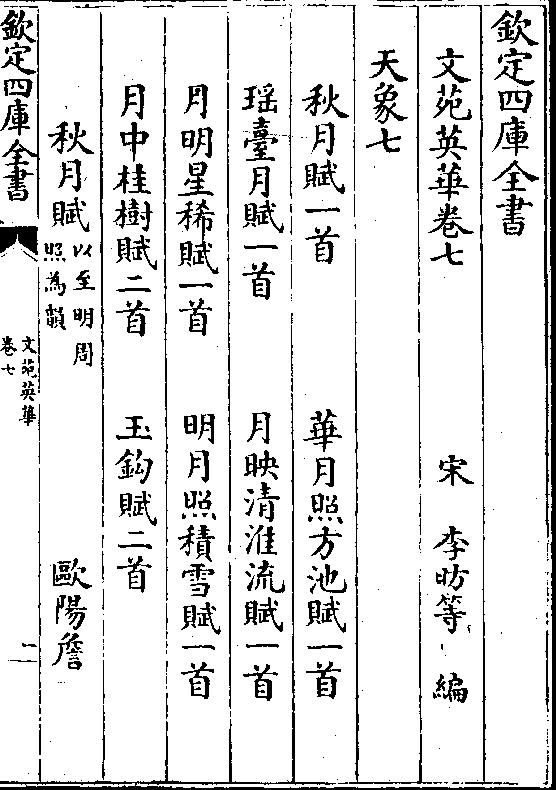 欽定四庫全書
文苑英華卷七
宋 李昉等 編
天象七
秋月賦一首 華月照方池賦一首
瑶臺月賦一首 月映清淮流賦一首
月明星稀賦一首 明月照積雪賦一首
月中桂樹賦二首 玉鈎賦二首
秋月賦 以至明周照為韻 歐陽詹
欽定四庫全書
文苑英華
卷七
二